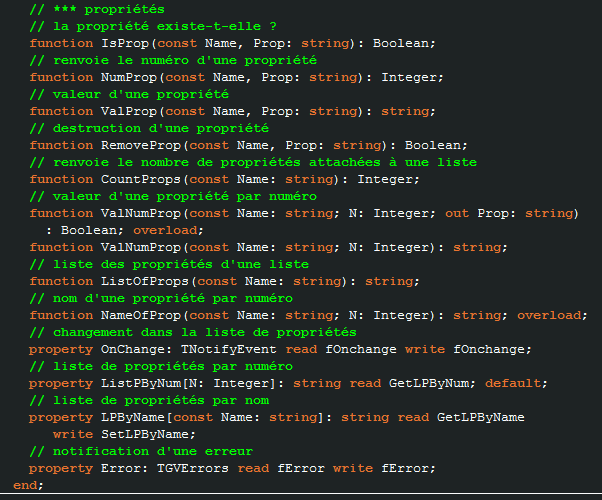 // *** propriétés
// la propriété existe-t-elle ?
function IsProp(const Name, Prop: string): Boolean;
// renvoie le numéro d'une propriété
function NumProp(const Name, Prop: string): Integer;
// valeur d'une propriété
function ValProp(const Name, Prop: string): string;
// destruction d'une propriété
function RemoveProp(const Name, Prop: string): Boolean;
// renvoie le nombre de propriétés attachées à une liste
function CountProps(const Name: string): Integer;
// valeur d'une propriété par numéro
function ValNumProp(const Name: string; N: Integer; out Prop: string)
: Boolean; overload;
function ValNumProp(const Name: string; N: Integer): string;
// liste des propriétés d'une liste
function ListOfProps(const Name: string): string;
// nom d'une propriété par numéro
function NameOfProp(const Name: string; N: Integer): string; overload;
// changement dans la liste de propriétés
property OnChange: TNotifyEvent read fOnchange write fOnchange;
// liste de propriétés par numéro
property ListPByNum[N: Integer]: string read GetLPByNum; default;
// liste de propriétés par nom
property LPByName[const Name: string]: string read GetLPByName
write SetLPByName;
// notification d'une erreur
property Error: TGVErrors read fError write fError;
end;